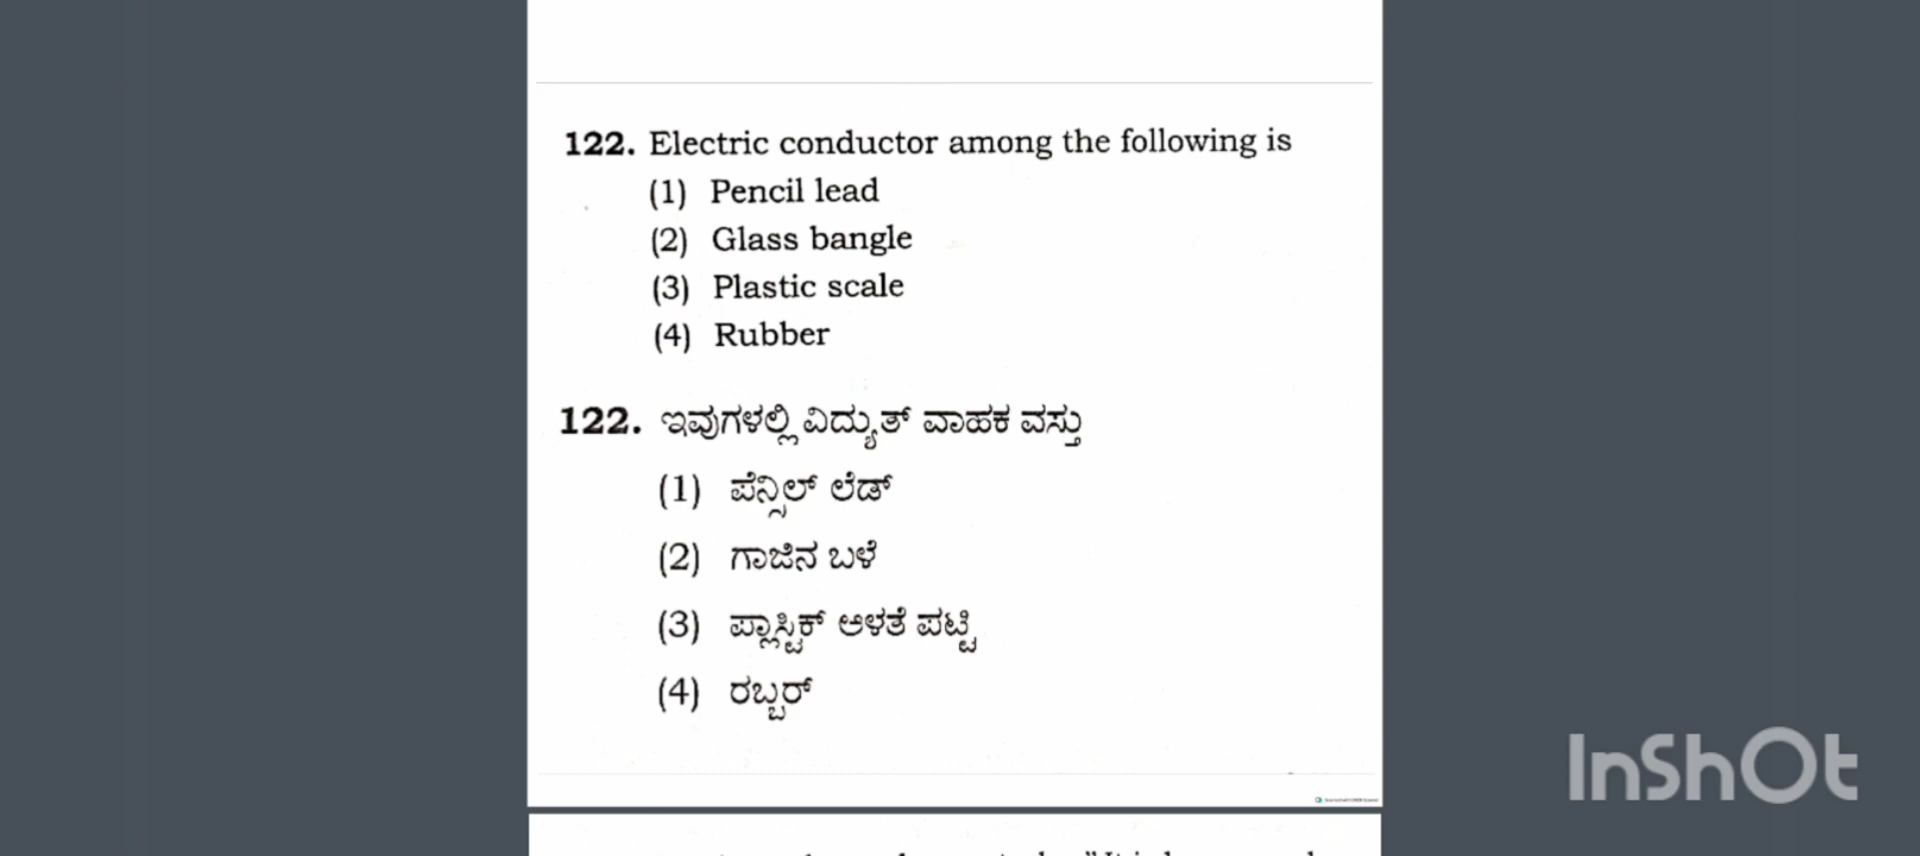 122. Electric conductor among the following is
(1) Pencil lead
(2) Glass bangle
(3) Plastic scale
(4) Rubber
122. ಇವುಗಳಲ್ಲಿ ವಿದ್ಯುತ್ ವಾಹಕ ವಸ್ತು
(1) ಪೆನ್ಸಿಲ್ ಲೆಡ್
(2) ಗಾಜಿನ ಬಳೆ
(3) ಪ್ಲಾಸ್ಟಿಕ್ ಅಳತೆ ಪಟ್ಟಿ
(4) ರಬ್ಬರ್
InShOt